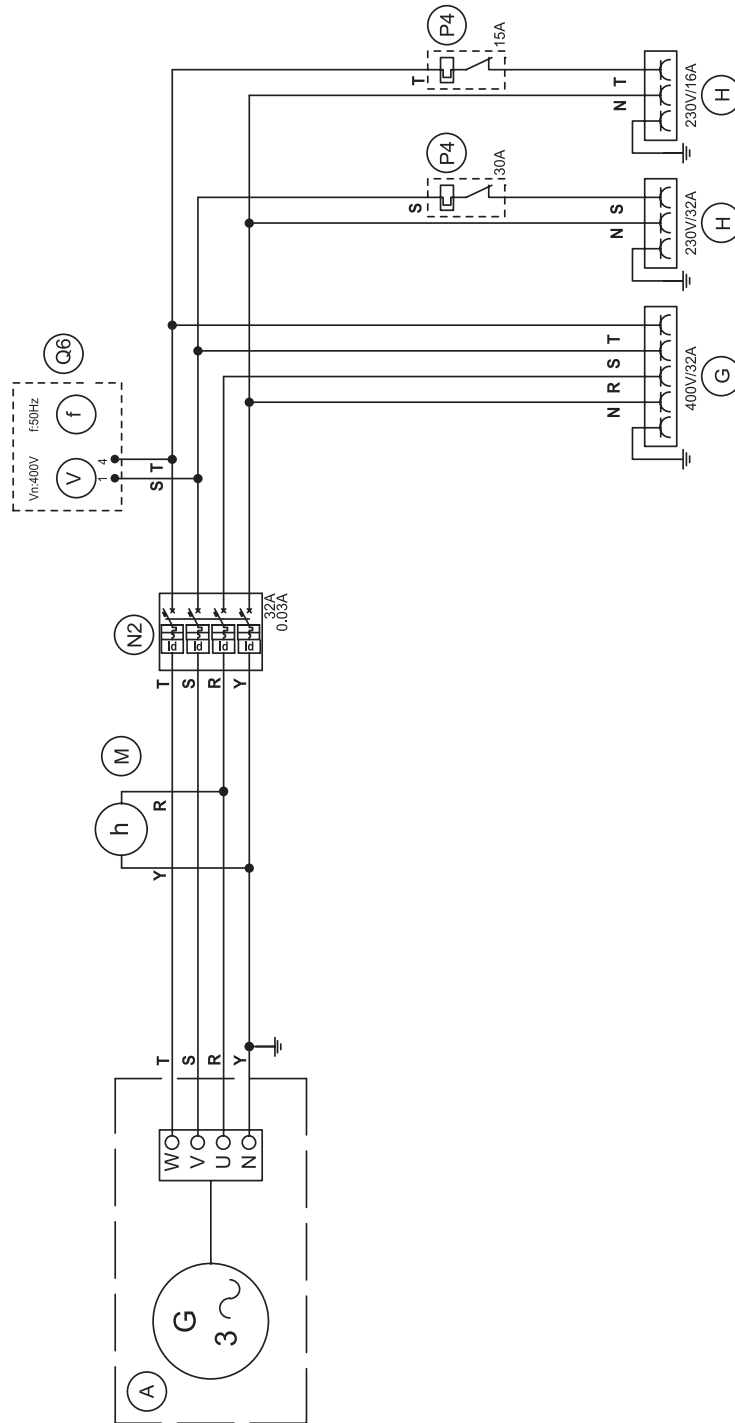 A
G
3
W
V
U
N
T
S
R
Y
h
M
Y
R
T
S
R
Y
N2
Id
Id
Id
Id
32A
0.03A
Q6
Vn:400V
f:50Hz
V
f
1
4
S T
N R S T
400V/32A
G
S
P4
30A
N S
230V/32A
H
T
P4
15A
N T
230V/16A
H